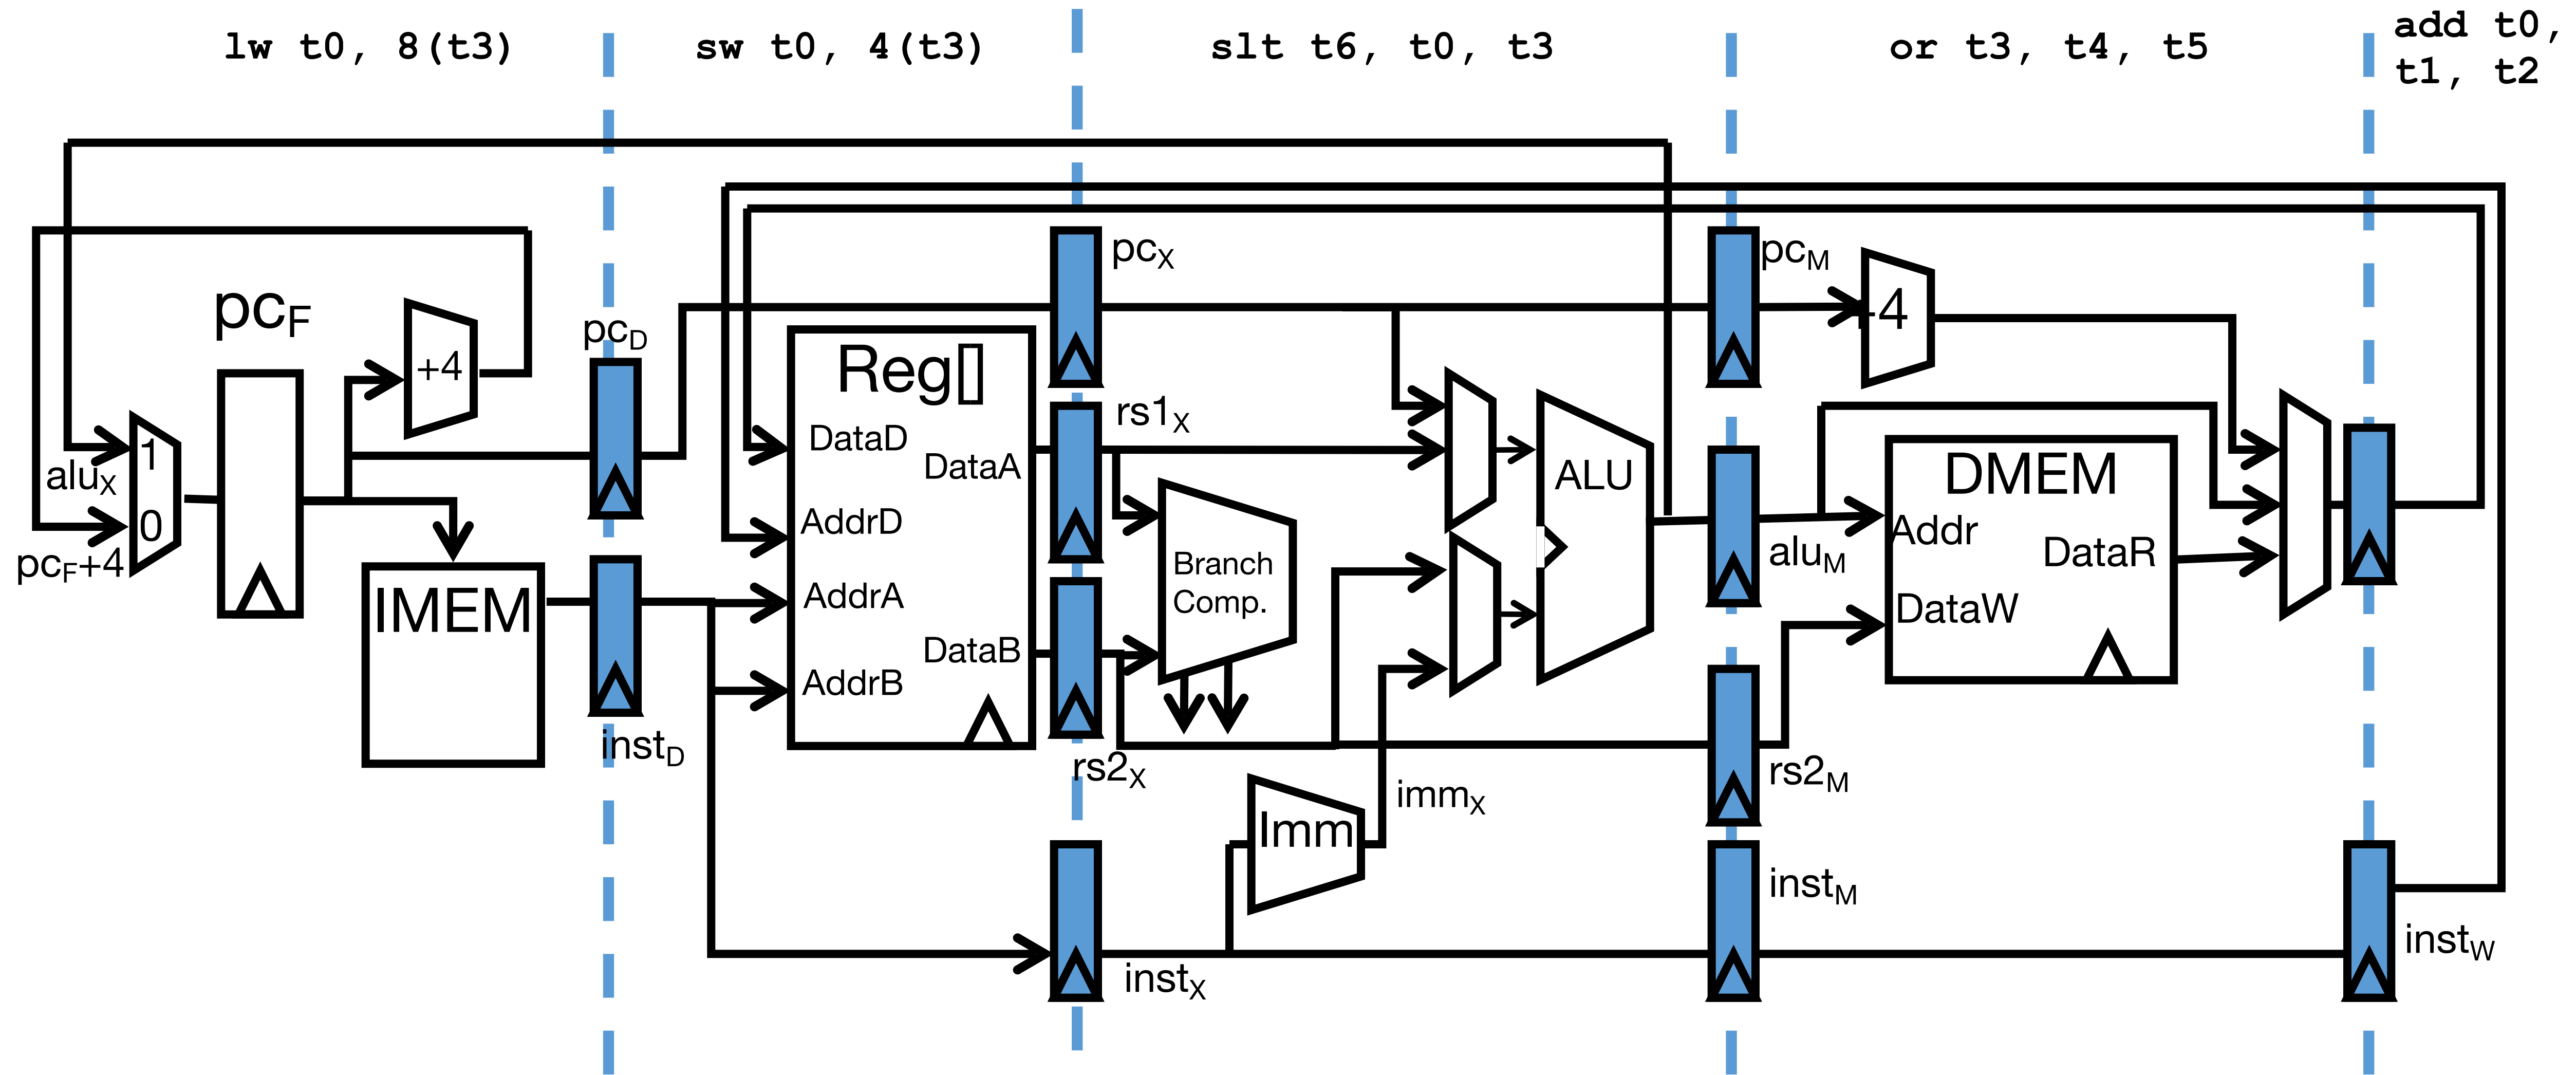 lw t0, 8(t3)
sw t0, 4(t3)
slt t6, t0, t3
or t3, t4, t5
add t0,
t1, t2
pcF
+4
pcD
pcX
pcM
+4
Reg[]
DataD
DataA
AddrD
AddrA
DataB
AddrB
rs1X
aluX
1
0
pcF+4
IMEM
instD
Branch
Comp.
ALU
aluM
DMEM
Addr
DataR
DataW
rs2X
rs2M
Imm
immX
instX
instM
instW